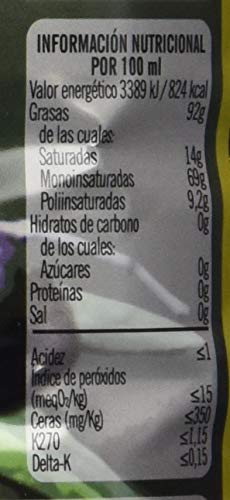 INFORMACIÓN NUTRICIONAL
POR 100 ml
Valor energético 3389 kJ/824 kcal
Grasas 92g
de las cuales:
Saturadas 14g
Monoinsaturadas 69g
Poliinsaturadas 9,2g
Hidratos de carbono 0g
de los cuales:
Azúcares 0g
Proteínas 0g
Sal 0g
Acidez ≤1
Índice de peróxidos
(meqO₂/kg) ≤15
Ceras (mg/Kg) ≤350
K270 ≤1,15
Delta-K ≤0,15